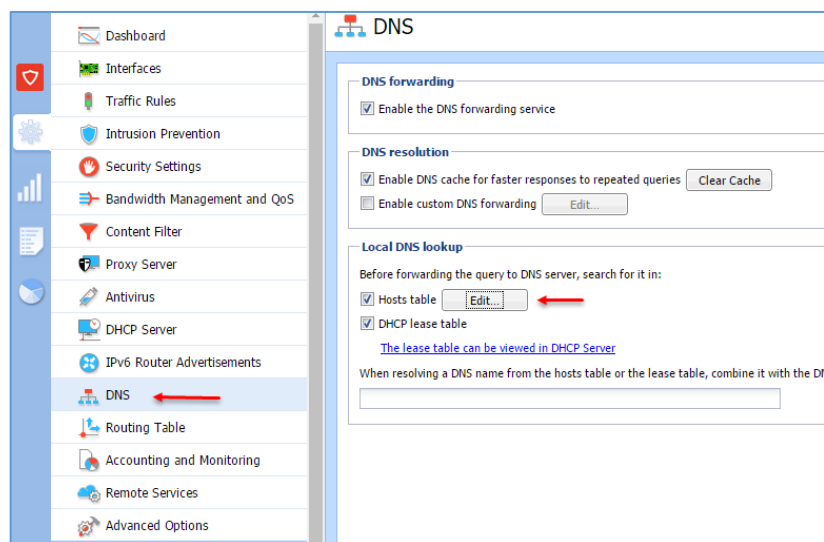 Dashboard
Interfaces
Traffic Rules
Intrusion Prevention
Security Settings
Bandwidth Management and QoS
Content Filter
Proxy Server
Antivirus
DHCP Server
IPv6 Router Advertisements
DNS
Routing Table
Accounting and Monitoring
Remote Services
Advanced Options
DNS
DNS forwarding
Enable the DNS forwarding service
DNS resolution
Enable DNS cache for faster responses to repeated queries Clear Cache
Enable custom DNS forwarding Edit...
Local DNS lookup
Before forwarding the query to DNS server, search for it in:
Hosts table Edit...
DHCP lease table
The lease table can be viewed in DHCP Server
When resolving a DNS name from the hosts table or the lease table, combine it with the